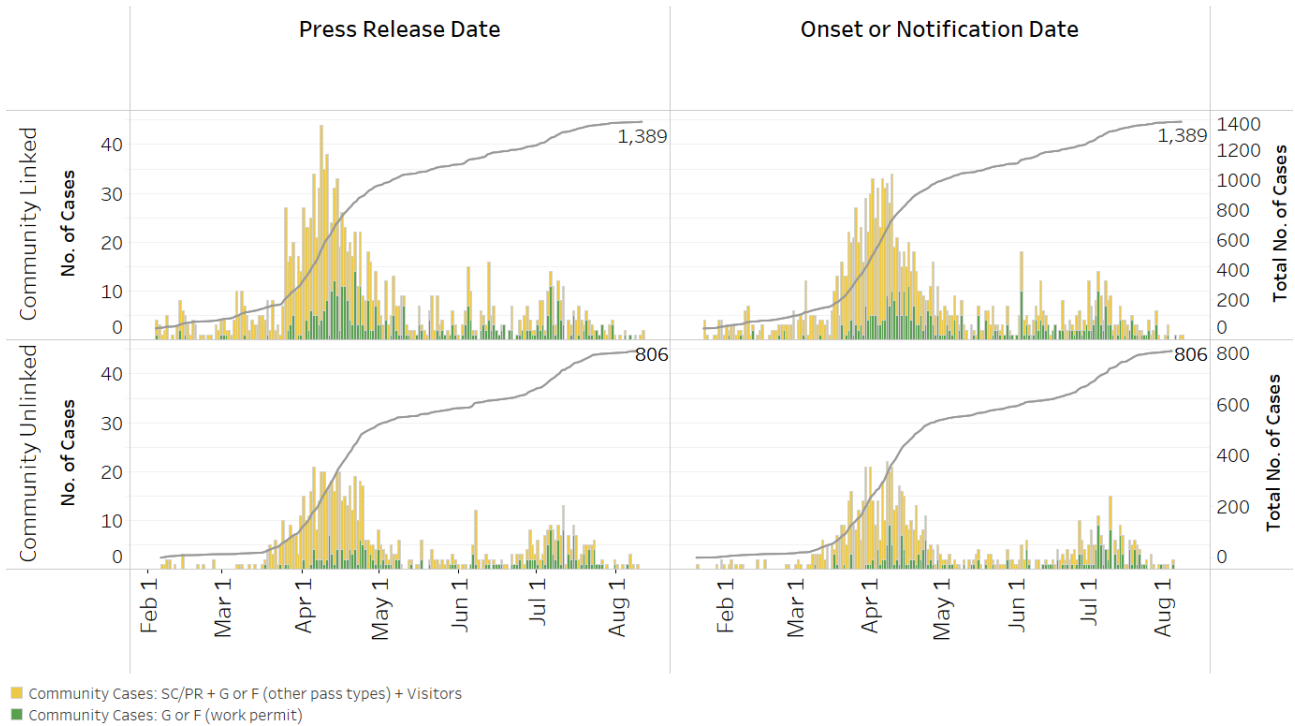 Press Release Date
Onset or Notification Date
Community Linked
No. of Cases
40
30
20
10
0
1,389
1,389
1400
1200
1000
800
600
400
200
0
Total No. of Cases
Community Unlinked
No. of Cases
40
30
20
10
0
806
806
800
600
400
200
0
Total No. of Cases
Feb 1
Mar 1
Apr 1
May 1
Jun 1
Jul 1
Aug 1
Feb 1
Mar 1
Apr 1
May 1
Jun 1
Jul 1
Aug 1
Community Cases: SC/PR + G or F (other pass types) + Visitors
Community Cases: G or F (work permit)